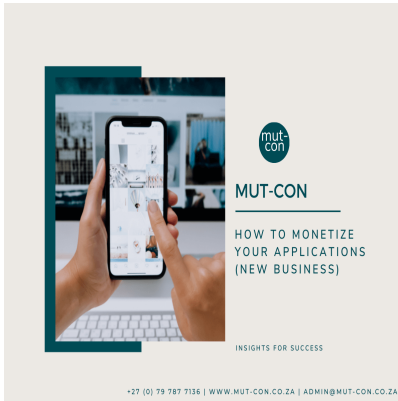 mut-
con
MUT-CON
HOW TO MONETIZE
YOUR APPLICATIONS
(NEW BUSINESS)
INSIGHTS FOR SUCCESS
+27 (0) 79 787 7136 | WWW.MUT-CON.CO.ZA | ADMIN@MUT-CON.CO.ZA